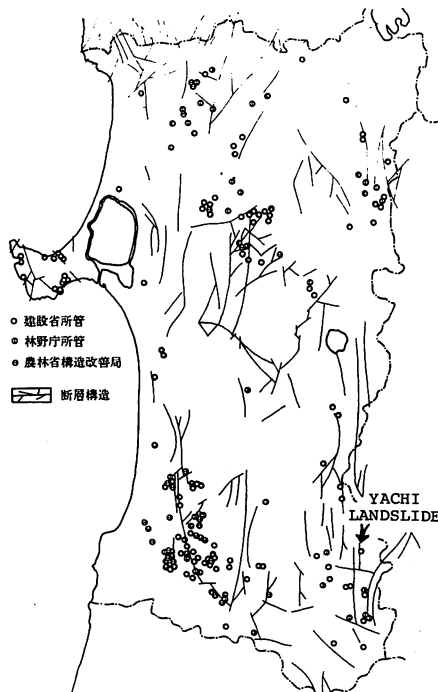 ○ 建設省所管
⦶ 林野庁所管
⊖ 農林省構造改善局
断層構造
YACHI
LANDSLIDE